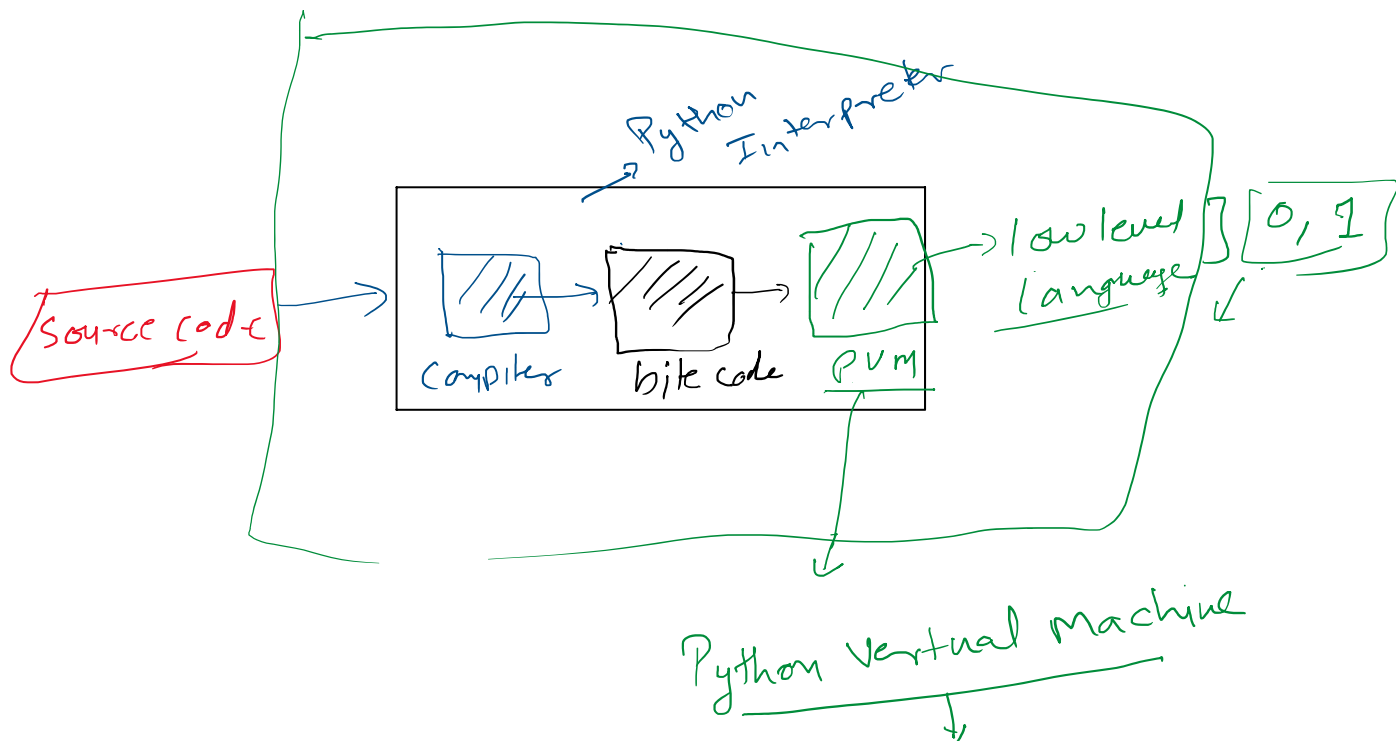 Python
Interpreter
Source code
low level
language
0, 1
Compiler
bite code
PVM
Python vertual Machine